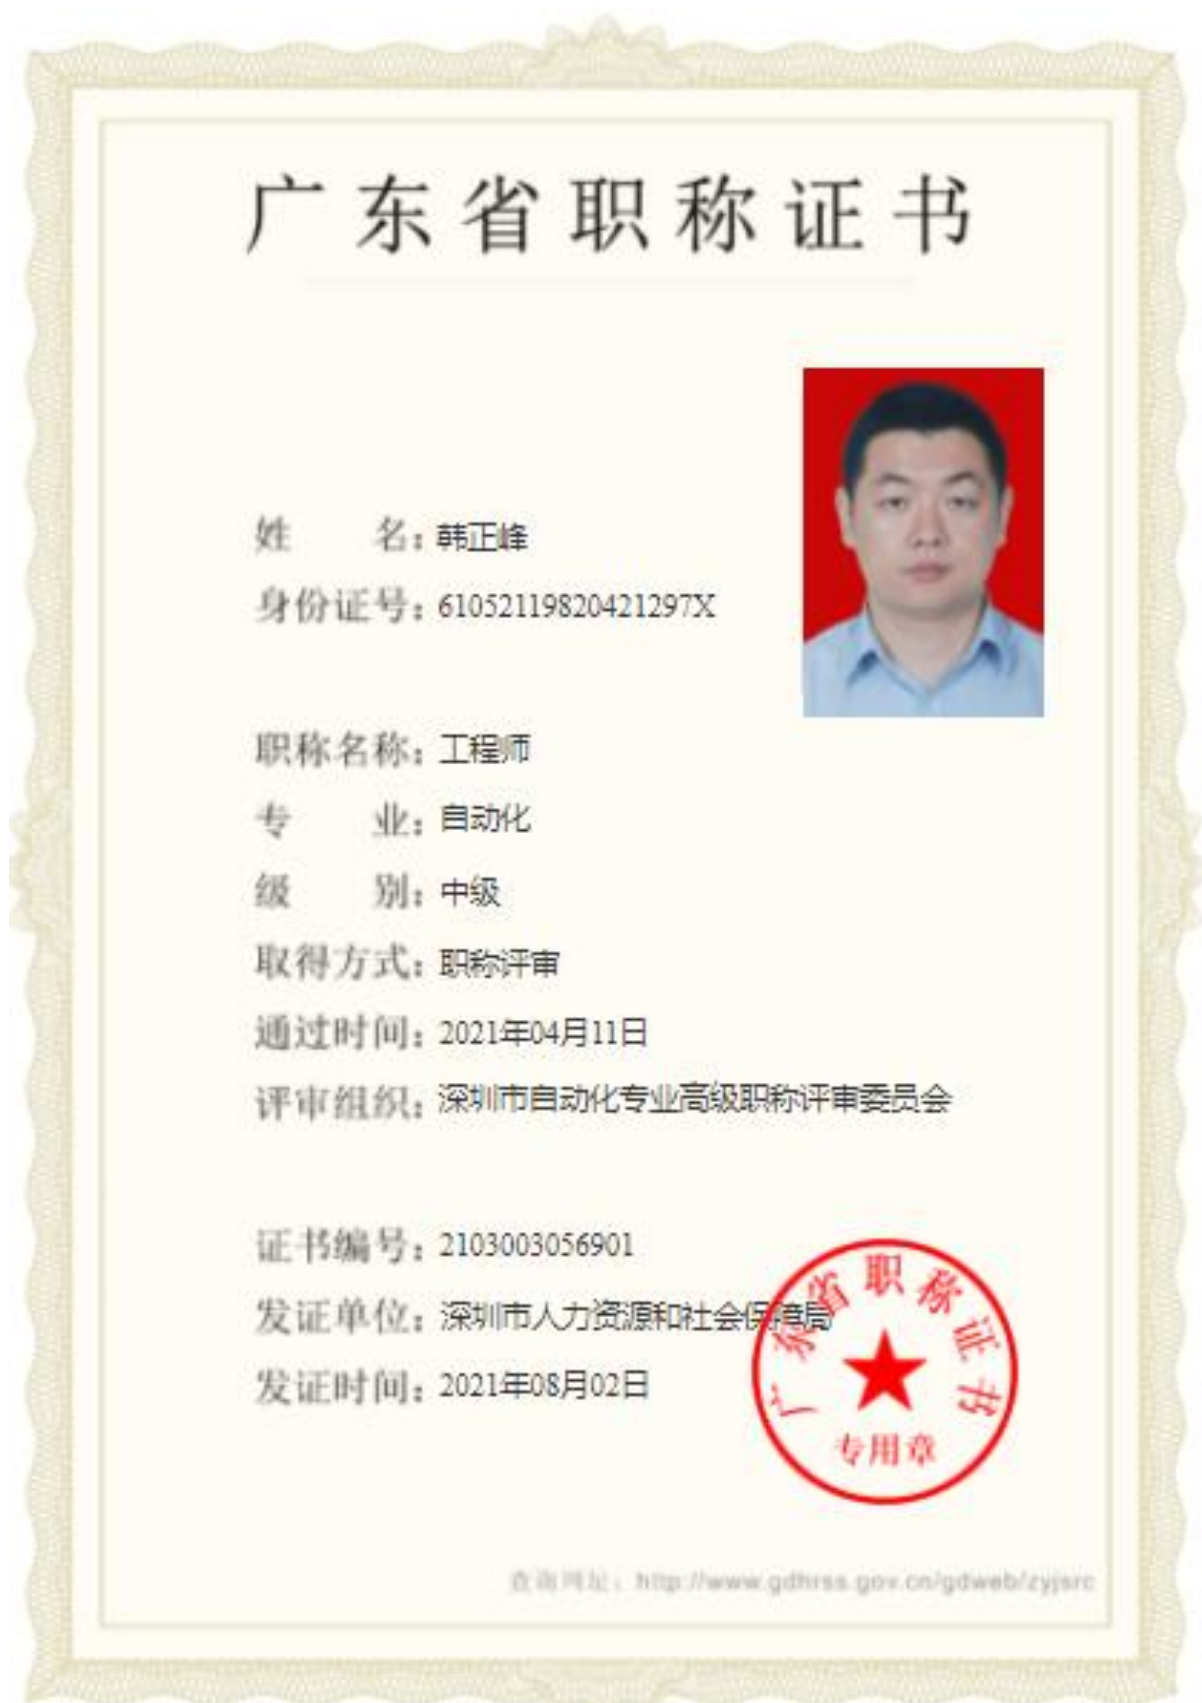 广东省职称证书
姓 名：韩正峰
身份证号：61052119820421297X
职称名称：工程师
专 业：自动化
级 别：中级
取得方式：职称评审
通过时间：2021年04月11日
评审组织：深圳市自动化专业高级职称评审委员会
证书编号：2103003056901
发证单位：深圳市人力资源和社会保障局
发证时间：2021年08月02日
广东省职称证书
专用章
查询网址：http://www.gdhrss.gov.cn/gdweb/zyjsrc